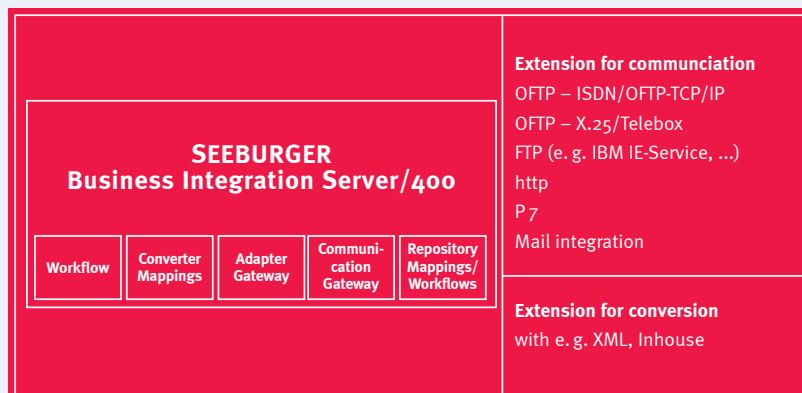 SEEBURGER
Business Integration Server/400
Workflow
Converter
Mappings
Adapter
Gateway
Communi-
cation
Gateway
Repository
Mappings/
Workflows
Extension for communciation
OFTP – ISDN/OFTP-TCP/IP
OFTP – X.25/Telebox
FTP (e. g. IBM IE-Service, ...)
http
P 7
Mail integration
Extension for conversion
with e. g. XML, Inhouse